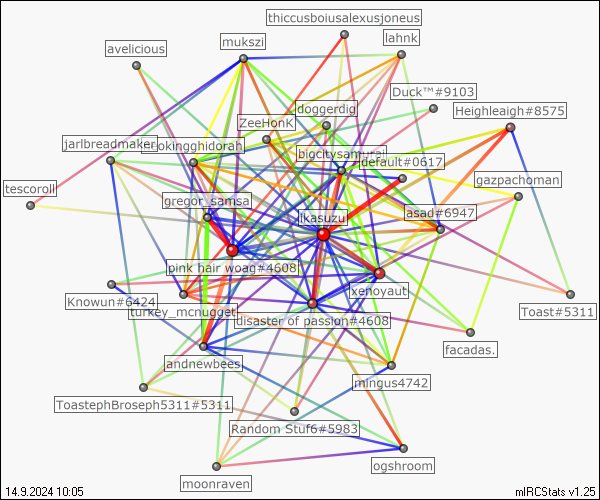 thiccusboiusalexusjoneus
lahnk
mukszi
avelicious
Duck™#9103
Heighleaigh#8575
doggerdig
ZeeHonK
jarlbreadmaker
okingghidorah
bigcitysamurai
default#0617
tescoroll
gazpachoman
gregor_samsa
asad#6947
ikasuzu
pink hair woag#4608
xenoyaut
Knowun#6424
turkey_mcnugget
disaster of passion#4608
Toast#5311
facadas.
andnewbees
mingus4742
ToastephBroseph5311#5311
Random Stuf6#5983
ogshroom
moonraven
14.9.2024 10:05
mIRCStats v1.25